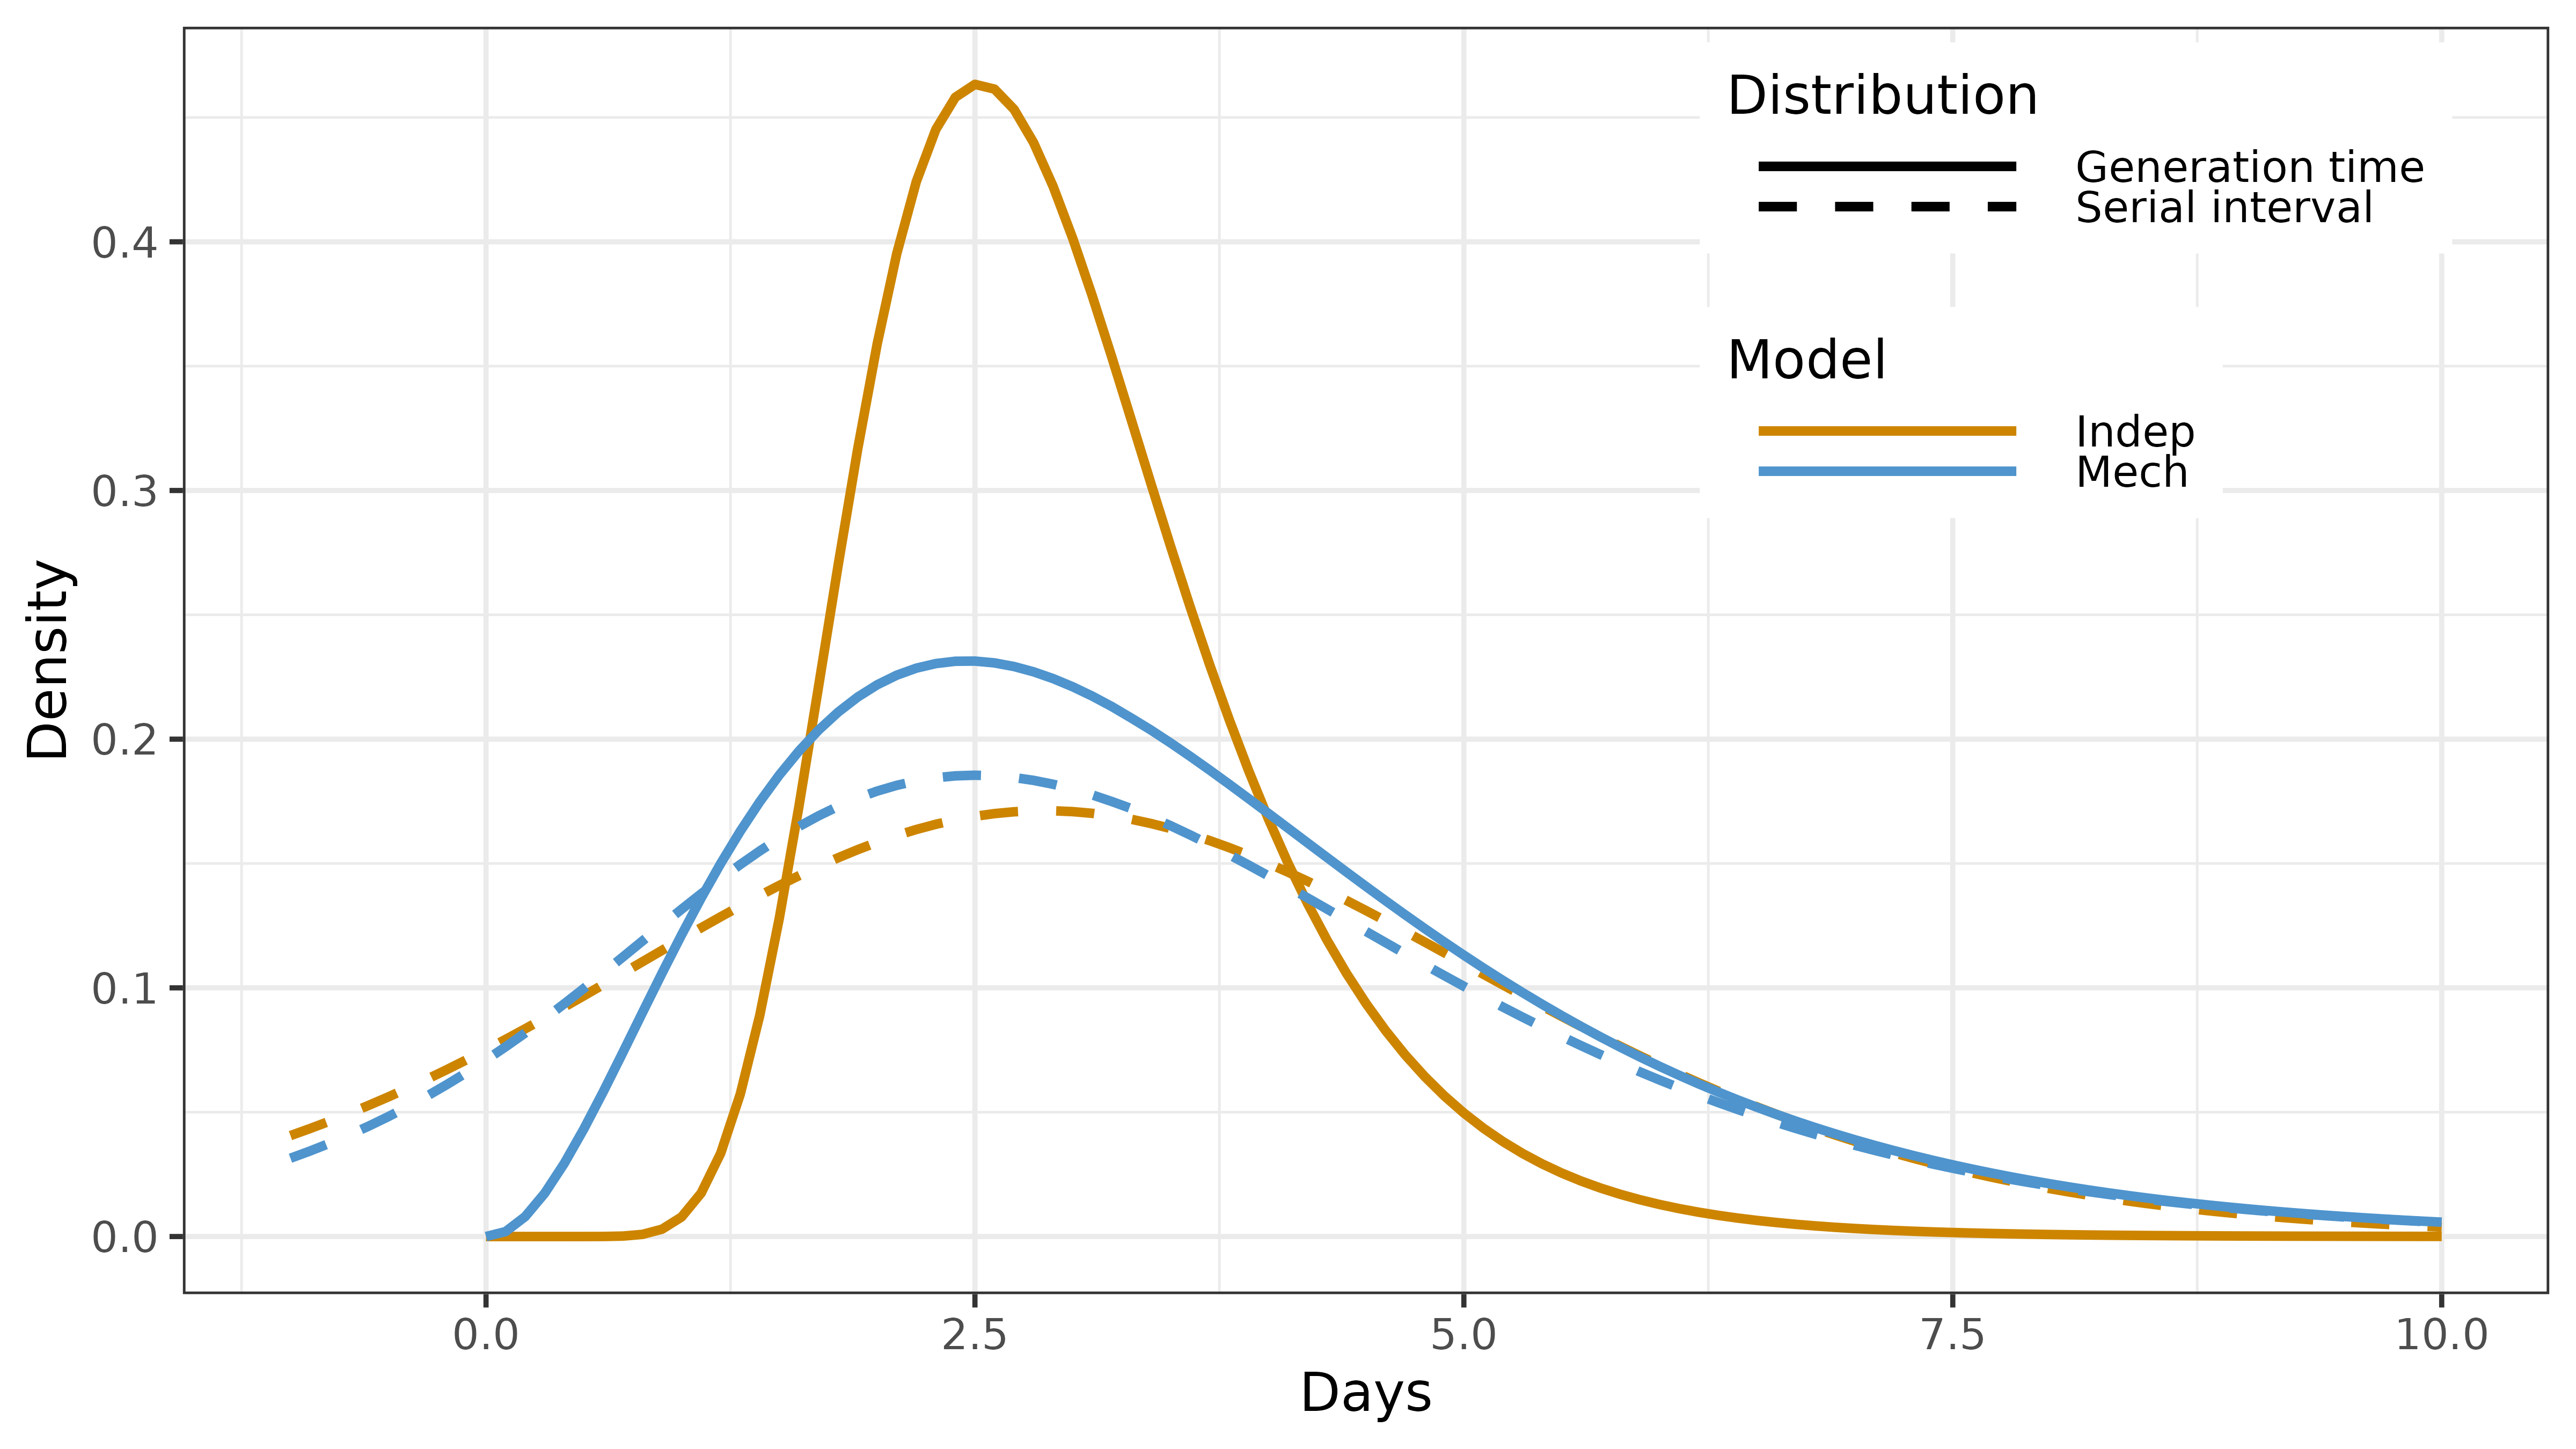 Distribution
Generation time
Serial interval
Model
Indep
Mech
Density
0.4
0.3
0.2
0.1
0.0
0.0 2.5 5.0 7.5 10.0
Days